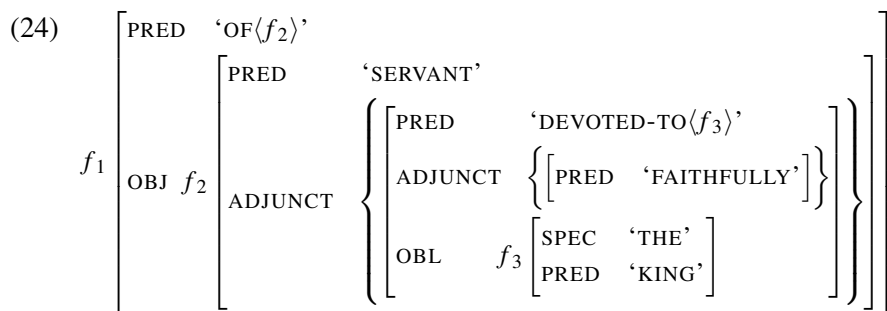 (24)
PRED ‘OF⟨f2⟩’
PRED ‘SERVANT’
PRED ‘DEVOTED-TO⟨f3⟩’
ADJUNCT {[PRED ‘FAITHFULLY’]}
f1 OBJ f2 ADJUNCT
OBL f3 SPEC ‘THE’
PRED ‘KING’